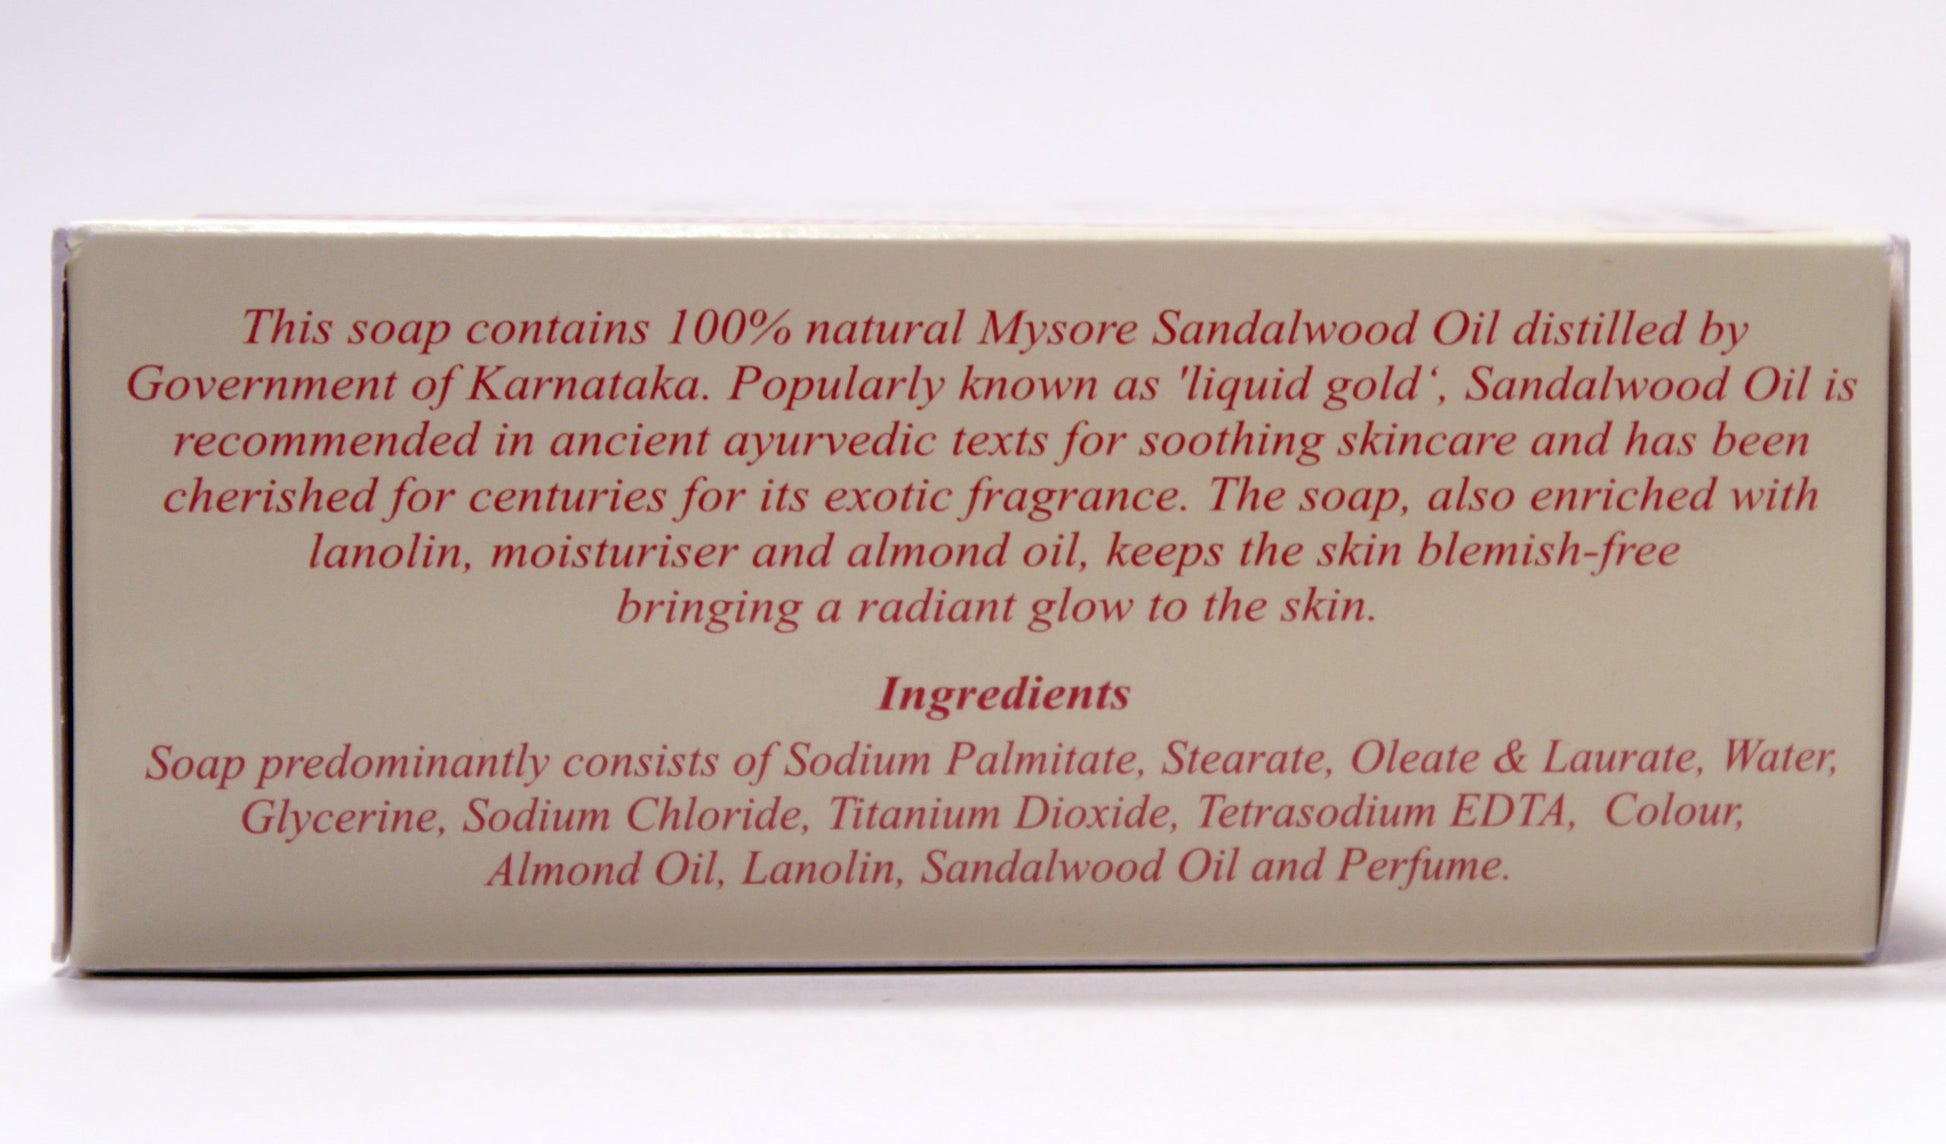 This soap contains 100% natural Mysore Sandalwood Oil distilled by
Government of Karnataka. Popularly known as 'liquid gold‘, Sandalwood Oil is
recommended in ancient ayurvedic texts for soothing skincare and has been
cherished for centuries for its exotic fragrance. The soap, also enriched with
lanolin, moisturiser and almond oil, keeps the skin blemish-free
bringing a radiant glow to the skin.
Ingredients
Soap predominantly consists of Sodium Palmitate, Stearate, Oleate & Laurate, Water,
Glycerine, Sodium Chloride, Titanium Dioxide, Tetrasodium EDTA, Colour,
Almond Oil, Lanolin, Sandalwood Oil and Perfume.